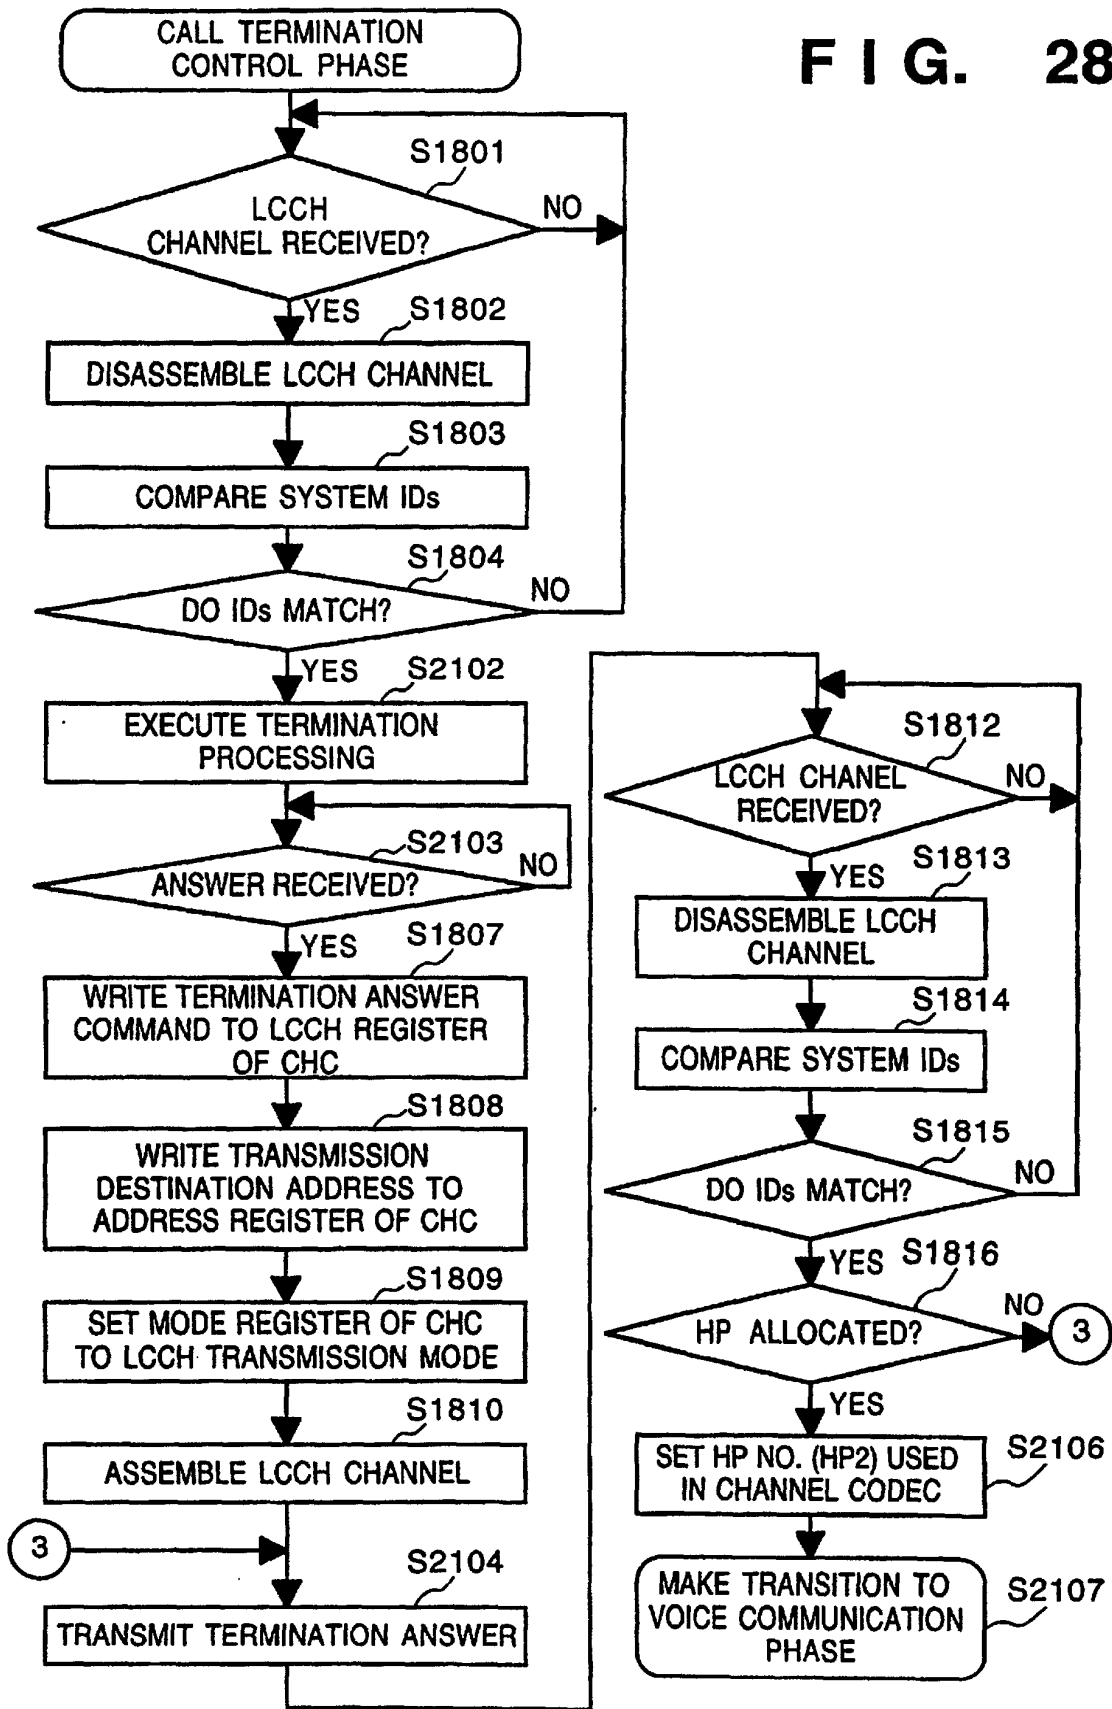 CALL TERMINATION
CONTROL PHASE
FIG. 28
S1801
LCCH
CHANNEL RECEIVED?
NO
YES
S1802
DISASSEMBLE LCCH CHANNEL
S1803
COMPARE SYSTEM IDs
S1804
DO IDs MATCH?
NO
YES
S2102
EXECUTE TERMINATION
PROCESSING
S2103
ANSWER RECEIVED?
NO
YES
S1807
WRITE TERMINATION ANSWER
COMMAND TO LCCH REGISTER
OF CHC
S1808
WRITE TRANSMISSION
DESTINATION ADDRESS TO
ADDRESS REGISTER OF CHC
S1809
SET MODE REGISTER OF CHC
TO LCCH TRANSMISSION MODE
S1810
ASSEMBLE LCCH CHANNEL
3
S2104
TRANSMIT TERMINATION ANSWER
S1812
LCCH CHANEL
RECEIVED?
NO
YES
S1813
DISASSEMBLE LCCH
CHANNEL
S1814
COMPARE SYSTEM IDs
S1815
DO IDs MATCH?
NO
YES
S1816
HP ALLOCATED?
NO
3
YES
SET HP NO. (HP2) USED
IN CHANNEL CODEC
S2106
MAKE TRANSITION TO
VOICE COMMUNICATION
PHASE
S2107